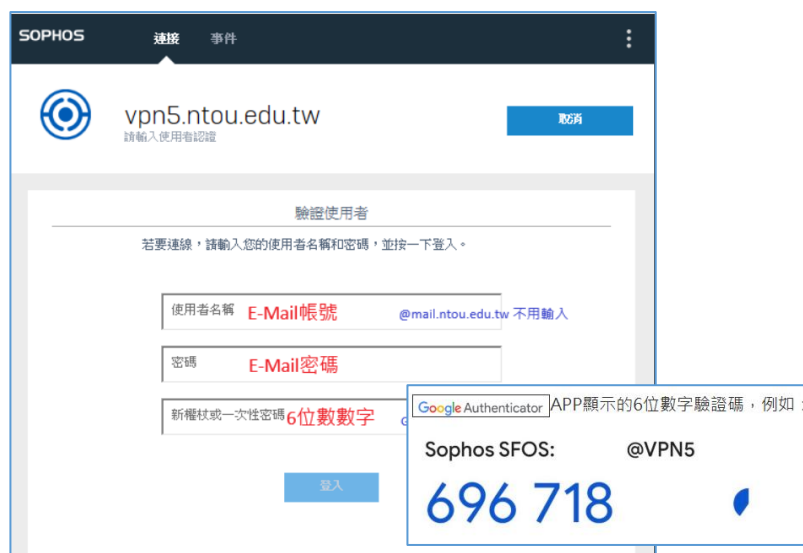 SOPHOS 連接 事件
vpn5.ntou.edu.tw 取消
請輸入使用者認證
驗證使用者
若要連線，請輸入您的使用者名稱和密碼，並按一下登入。
使用者名稱 E-Mail帳號 @mail.ntou.edu.tw 不用輸入
密碼 E-Mail密碼
新權杖或一次性密碼 6位數數字 G
登入
Google Authenticator APP顯示的6位數字驗證碼，例如：
Sophos SFOS: @VPN5
696 718